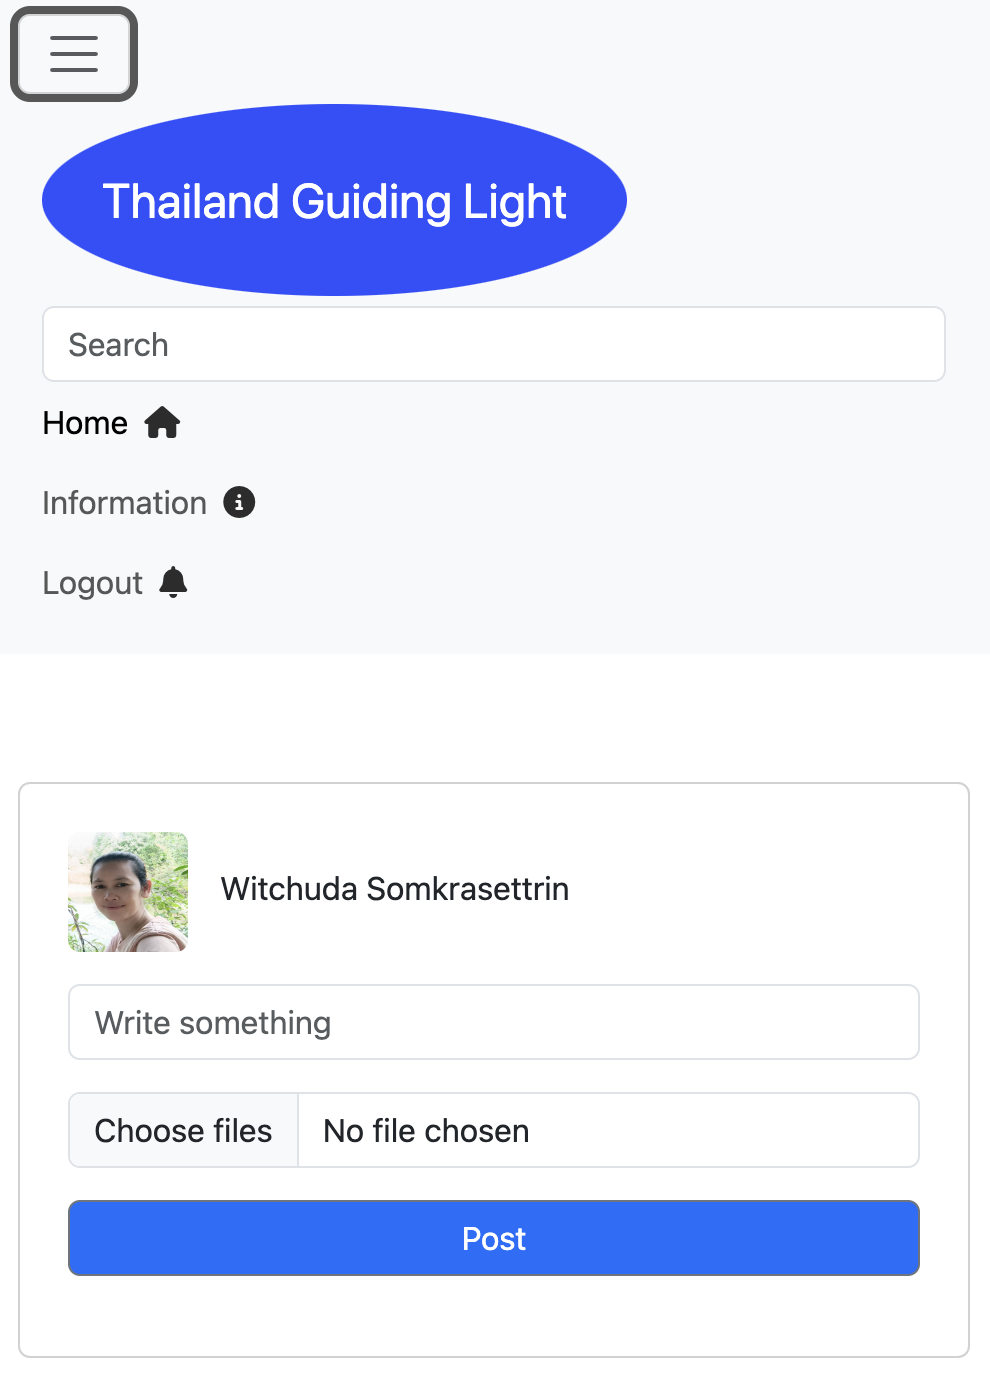 Thailand Guiding Light
Search
Home
Information
Logout
Witchuda Somkrasettrin
Write something
Choose files No file chosen
Post